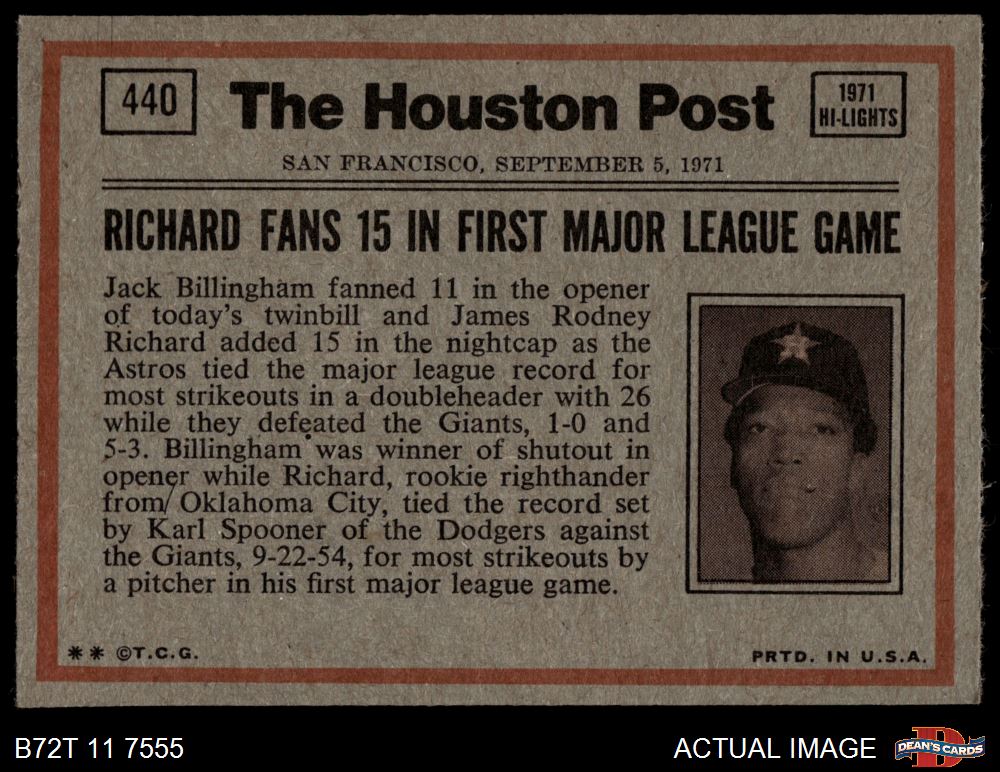 440
The Houston Post
1971
HI-LIGHTS
SAN FRANCISCO, SEPTEMBER 5, 1971
RICHARD FANS 15 IN FIRST MAJOR LEAGUE GAME
Jack Billingham fanned 11 in the opener
of today's twinbill and James Rodney
Richard added 15 in the nightcap as the
Astros tied the major league record for
most strikeouts in a doubleheader with 26
while they defeated the Giants, 1-0 and
5-3. Billingham was winner of shutout in
opener while Richard, rookie righthander
from Oklahoma City, tied the record set
by Karl Spooner of the Dodgers against
the Giants, 9-22-54, for most strikeouts by
a pitcher in his first major league game.
** ©T.C.G.
PRTD. IN U.S.A.
B72T 11 7555
ACTUAL IMAGE
DEAN'S CARDS